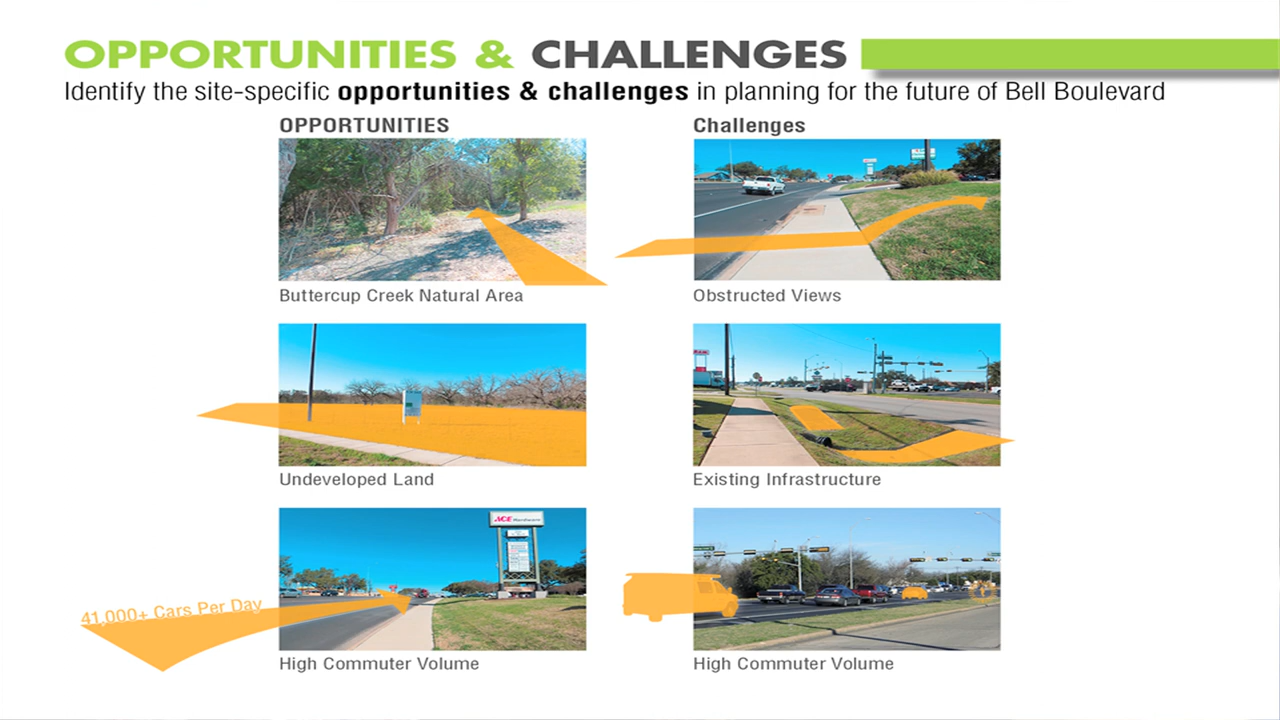 OPPORTUNITIES & CHALLENGES
Identify the site-specific opportunities & challenges in planning for the future of Bell Boulevard
OPPORTUNITIES
Challenges
Buttercup Creek Natural Area
Obstructed Views
Undeveloped Land
Existing Infrastructure
ACE Hardware
41,000+ Cars Per Day
High Commuter Volume
High Commuter Volume